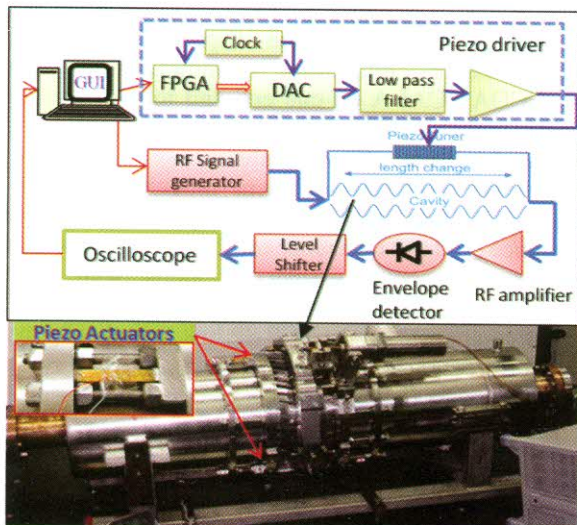 Clock
Piezo driver
GUI
FPGA
DAC
Low pass
filter
Piezo tuner
length change
Cavity
RF Signal
generator
Oscilloscope
Level
Shifter
Envelope
detector
RF amplifier
Piezo Actuators